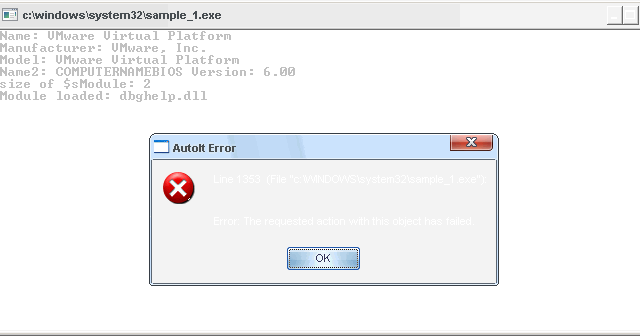 c:\windows\system32\sample_1.exe
Name: VMware Virtual Platform
Manufacturer: VMware, Inc.
Model: VMware Virtual Platform
Name2: COMPUTERNAMEBIOS Version: 6.00
size of $sModule: 2
Module loaded: dbghelp.dll
AutoIt Error
Line 1353 (File "c:\WINDOWS\system32\sample_1.exe"):
Error: The requested action with this object has failed.
OK